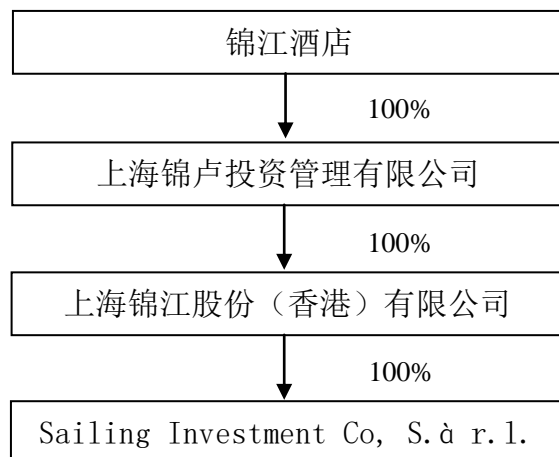 锦江酒店
100%
上海锦卢投资管理有限公司
100%
上海锦江股份（香港）有限公司
100%
Sailing Investment Co, S.à r.l.